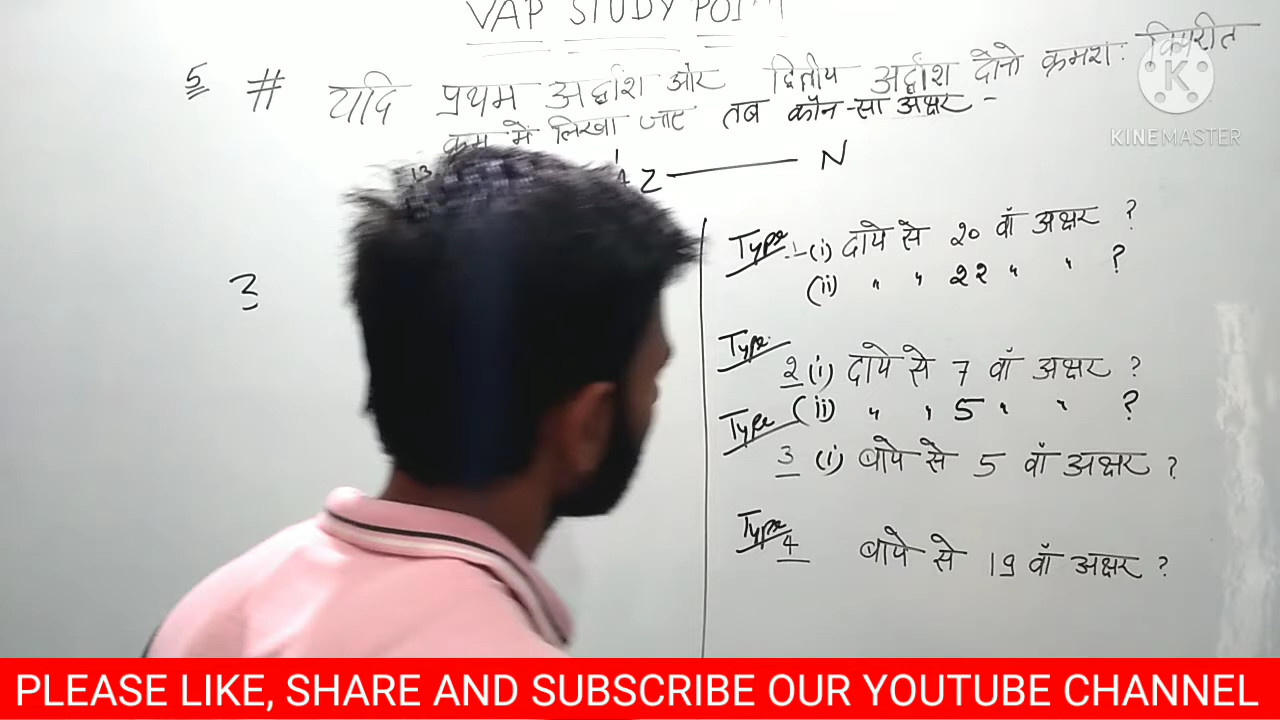 VAP STUDY POINT
5 # यदि प्रथम अर्द्धांश और द्वितीय अर्द्धांश दोनो क्रमश: विपरीत
क्रम में लिखा जाए तब कौन-सा अक्षर -
13
Z ——— N
3
Type 1 (i) दाये से 20 वाँ अक्षर ?
(ii) " " 22 " " ?
Type 2 (i) दाये से 7 वाँ अक्षर ?
(ii) " " 5 " " ?
Type 3 (i) बाये से 5 वाँ अक्षर ?
Type 4 बाये से 19 वाँ अक्षर ?
K
KINEMASTER
PLEASE LIKE, SHARE AND SUBSCRIBE OUR YOUTUBE CHANNEL